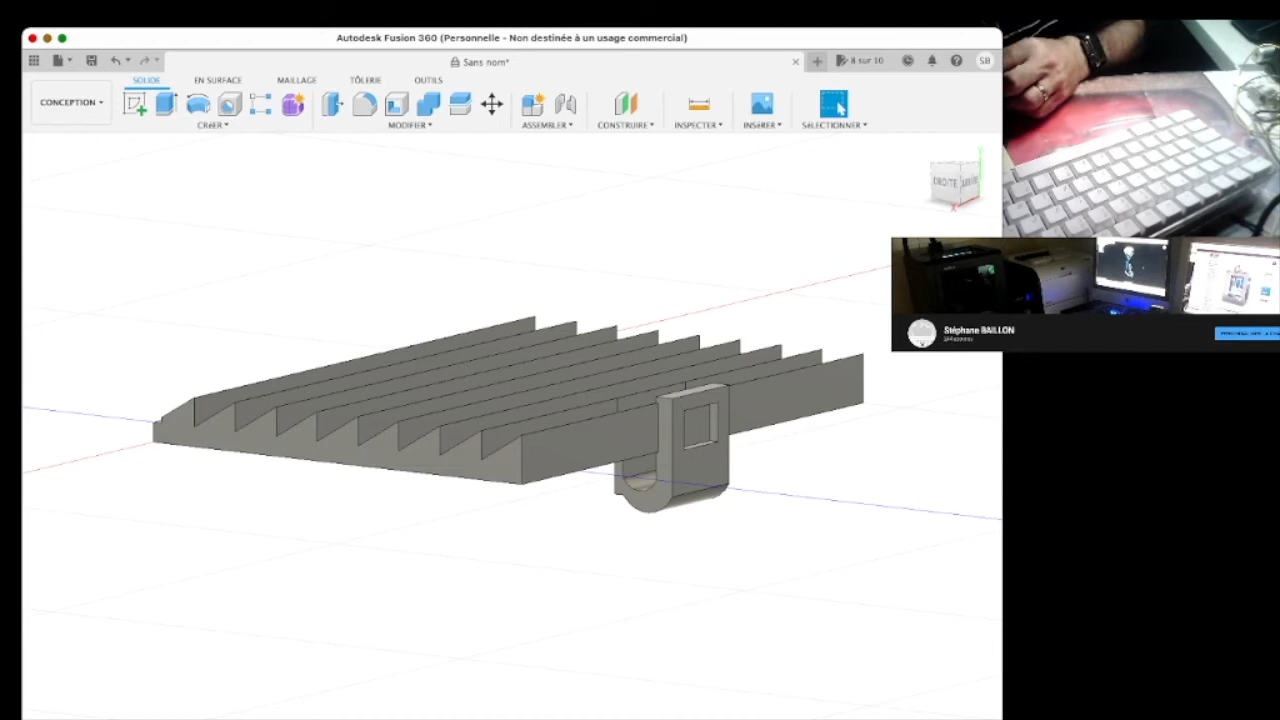 Autodesk Fusion 360 (Personnelle - Non destinée à un usage commercial)
Sans nom*
8 sur 10
SB
CONCEPTION
SOLIDE
EN SURFACE
MAILLAGE
TÔLERIE
OUTILS
CRÉER
MODIFIER
ASSEMBLER
CONSTRUIRE
INSPECTER
INSÉRER
SÉLECTIONNER
DROITE
X
Stéphane BAILLON